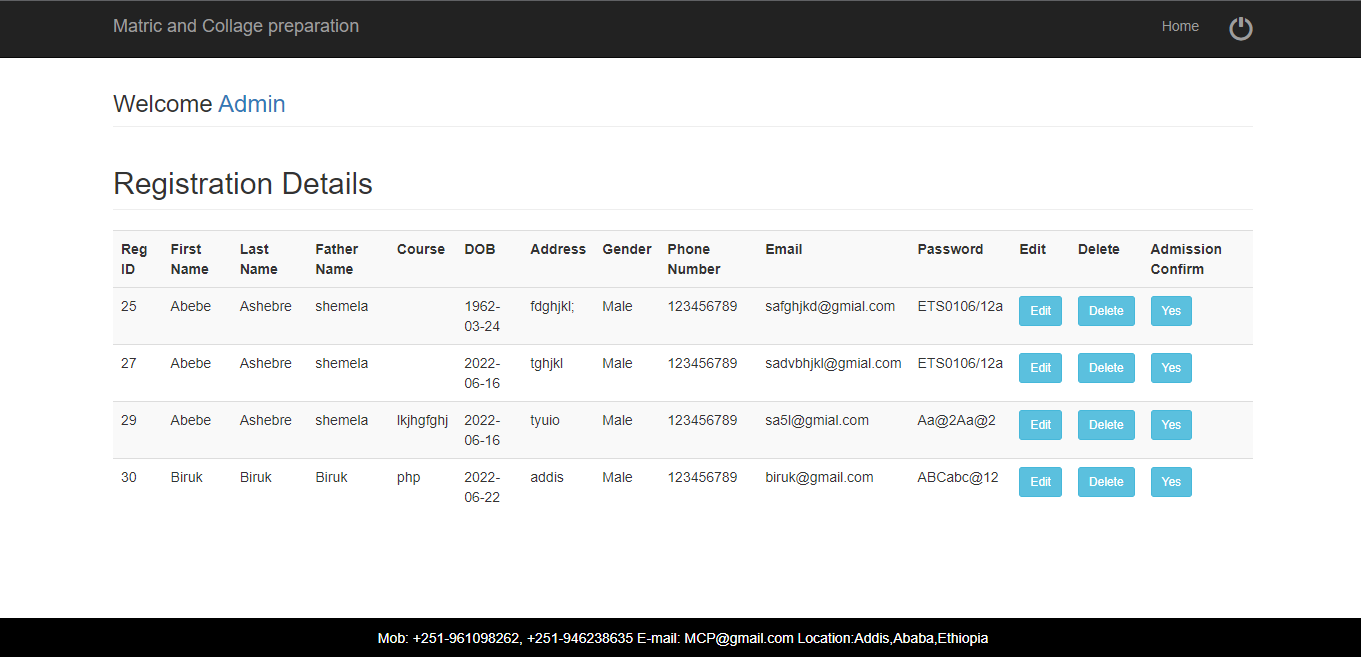 Matric and Collage preparation Home
Welcome Admin
Registration Details
Reg ID First Name Last Name Father Name Course DOB Address Gender Phone Number Email Password Edit Delete Admission Confirm
25 Abebe Ashebre shemela 1962-03-24 fdghjkl; Male 123456789 safghjkd@gmial.com ETS0106/12a Edit Delete Yes
27 Abebe Ashebre shemela 2022-06-16 tghjkl Male 123456789 sadvbhjkl@gmial.com ETS0106/12a Edit Delete Yes
29 Abebe Ashebre shemela lkjhgfghj 2022-06-16 tyuio Male 123456789 sa5l@gmial.com Aa@2Aa@2 Edit Delete Yes
30 Biruk Biruk Biruk php 2022-06-22 addis Male 123456789 biruk@gmail.com ABCabc@12 Edit Delete Yes
Mob: +251-961098262, +251-946238635 E-mail: MCP@gmail.com Location:Addis,Ababa,Ethiopia